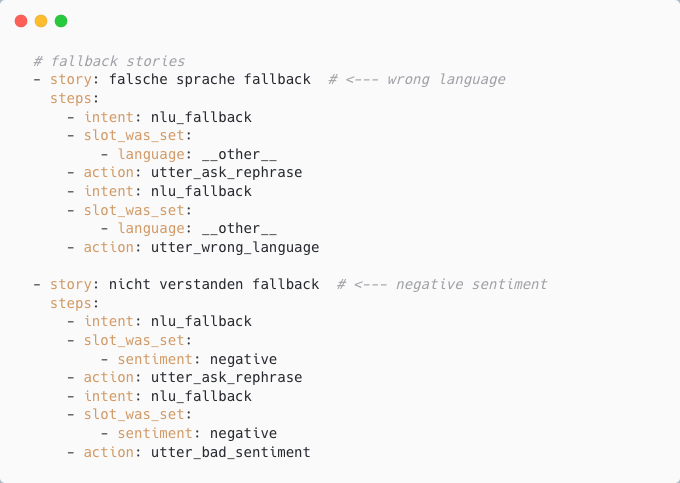 # fallback stories
- story: falsche sprache fallback  # <--- wrong language
  steps:
    - intent: nlu_fallback
    - slot_was_set:
        - language: __other__
    - action: utter_ask_rephrase
    - intent: nlu_fallback
    - slot_was_set:
        - language: __other__
    - action: utter_wrong_language

- story: nicht verstanden fallback  # <--- negative sentiment
  steps:
    - intent: nlu_fallback
    - slot_was_set:
        - sentiment: negative
    - action: utter_ask_rephrase
    - intent: nlu_fallback
    - slot_was_set:
        - sentiment: negative
    - action: utter_bad_sentiment